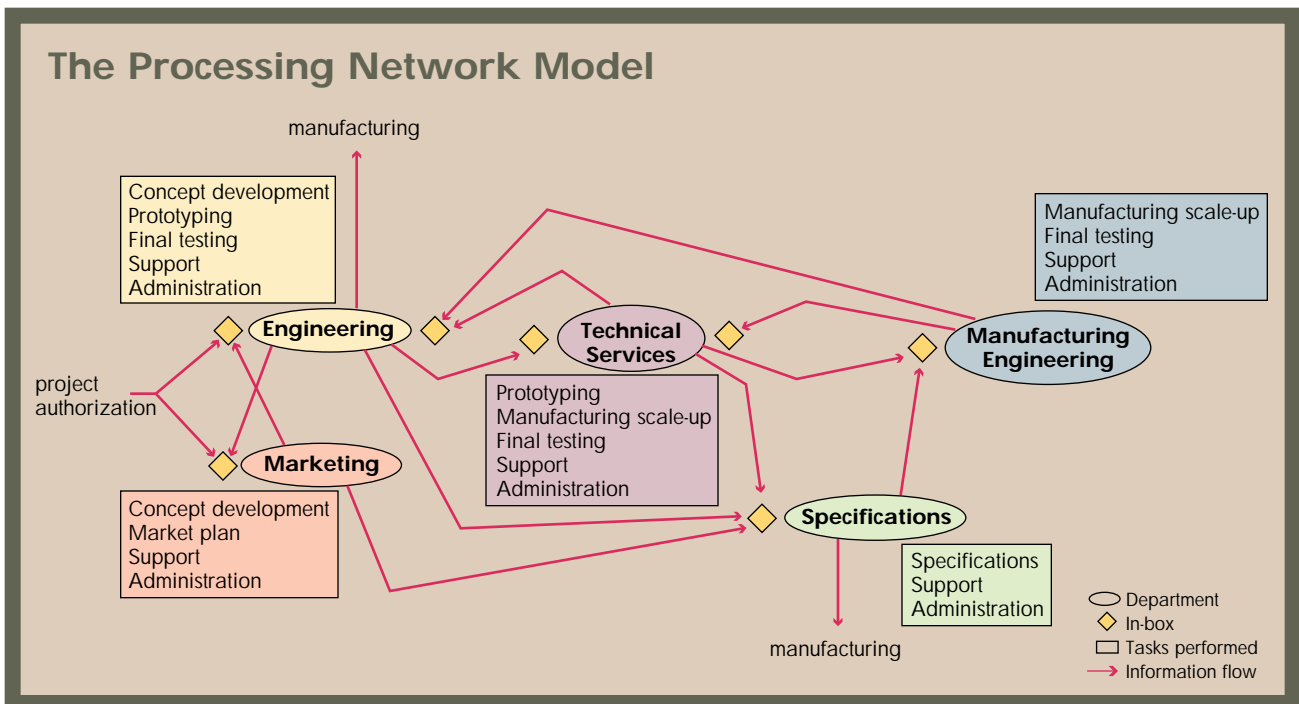 The Processing Network Model
manufacturing
Concept development
Prototyping
Final testing
Support
Administration
Manufacturing scale-up
Final testing
Support
Administration
Engineering
Technical
Services
Manufacturing
Engineering
project
authorization
Prototyping
Manufacturing scale-up
Final testing
Support
Administration
Marketing
Concept development
Market plan
Support
Administration
Specifications
Specifications
Support
Administration
manufacturing
Department
In-box
Tasks performed
Information flow